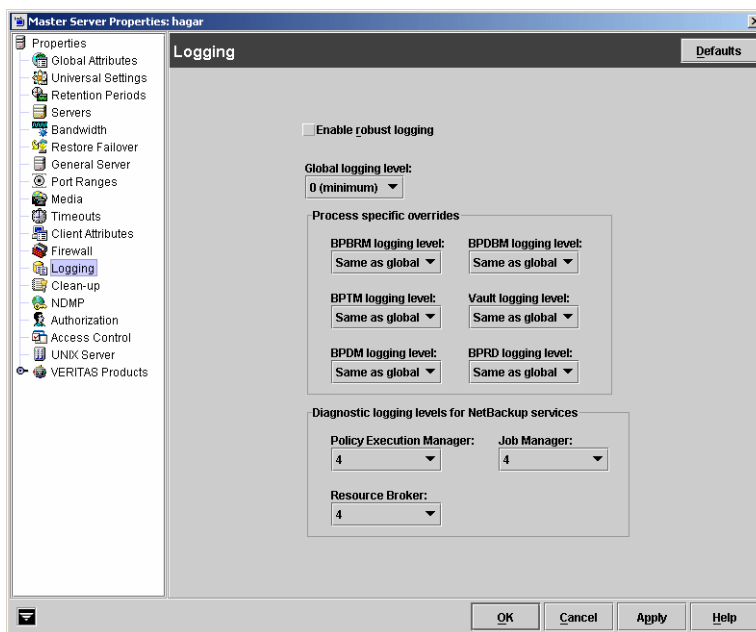 Master Server Properties: hagar
Properties
Global Attributes
Universal Settings
Retention Periods
Servers
Bandwidth
Restore Failover
General Server
Port Ranges
Media
Timeouts
Client Attributes
Firewall
Logging
Clean-up
NDMP
Authorization
Access Control
UNIX Server
VERITAS Products
Logging
Defaults
Enable robust logging
Global logging level:
0 (minimum)
Process specific overrides
BPBRM logging level: BPDBM logging level:
Same as global Same as global
BPTM logging level: Vault logging level:
Same as global Same as global
BPDM logging level: BPRD logging level:
Same as global Same as global
Diagnostic logging levels for NetBackup services
Policy Execution Manager: Job Manager:
4 4
Resource Broker:
4
OK Cancel Apply Help